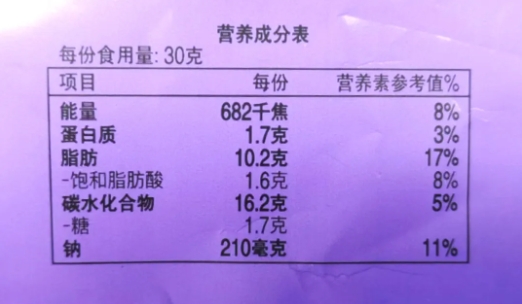 营养成分表
每份食用量: 30克
项目 每份 营养素参考值%
能量 682千焦 8%
蛋白质 1.7克 3%
脂肪 10.2克 17%
-饱和脂肪酸 1.6克 8%
碳水化合物 16.2克 5%
-糖 1.7克
钠 210毫克 11%